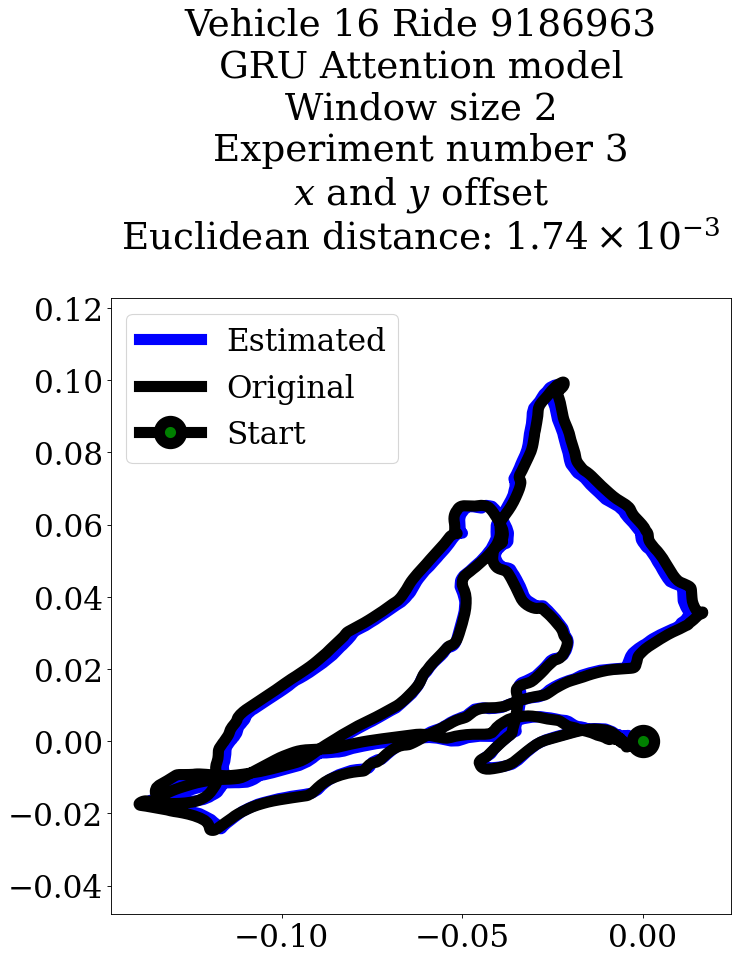 Vehicle 16 Ride 9186963
GRU Attention model
Window size 2
Experiment number 3
x and y offset
Euclidean distance: 1.74 × 10⁻³
Estimated
Original
Start
0.12
0.10
0.08
0.06
0.04
0.02
0.00
−0.02
−0.04
−0.10
−0.05
0.00